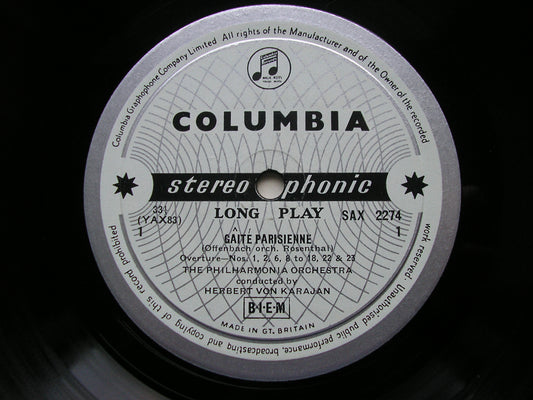 Columbia Graphophone Company Limited. All rights of the Manufacturer and of the Owner of the recorded
work reserved. Unauthorised public performance, broadcasting and copying of this record prohibited
COLUMBIA
stereophonic
33⅓
LONG PLAY SAX 2274
(YAX83)
1 1
GAÎTÉ PARISIENNE
(Offenbach orch. Rosenthal)
Overture—Nos. 1, 2, 6, 8 to 18, 22 & 23
THE PHILHARMONIA ORCHESTRA
conducted by
HERBERT VON KARAJAN
B·I·E·M
MADE IN GT. BRITAIN